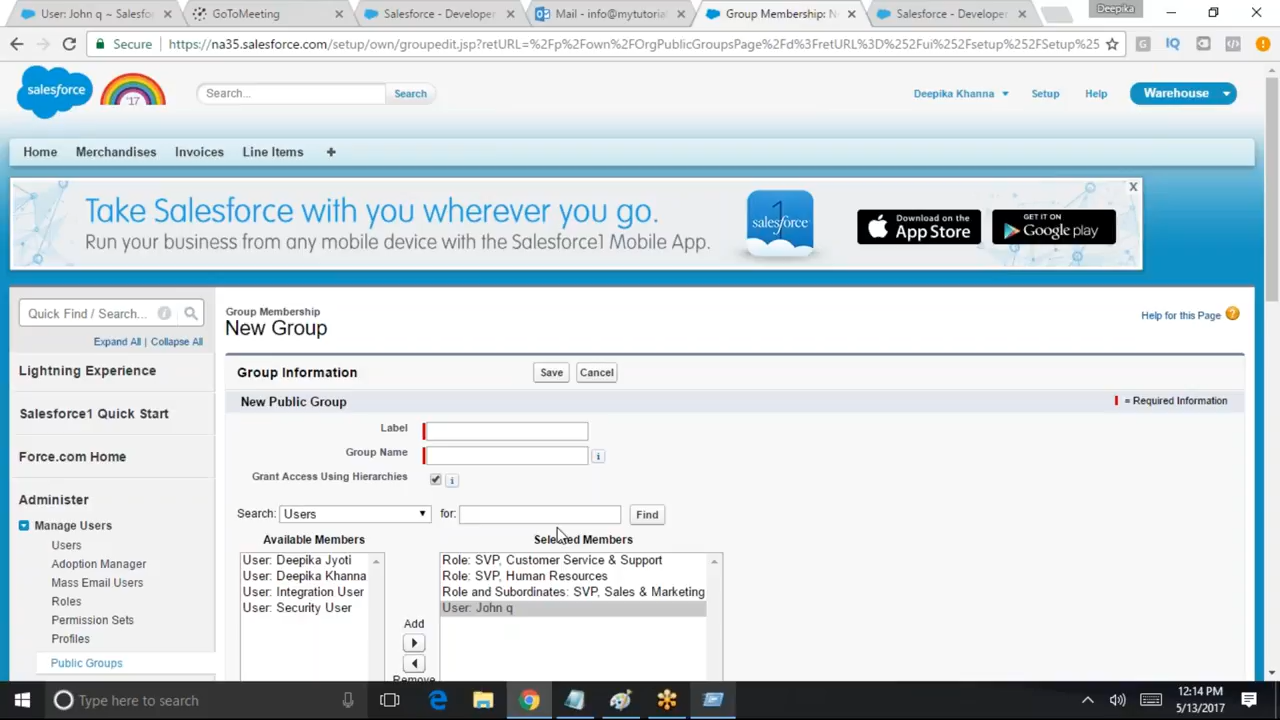 User: John q ~ Salesfo
GoToMeeting
Salesforce - Developer
Mail - info@mytutoria
Group Membership: N
Salesforce - Developer
Deepika
Secure
https://na35.salesforce.com/setup/own/groupedit.jsp?retURL=%2Fp%2Fown%2FOrgPublicGroupsPage%2Fd%3FretURL%3D%252Fui%252Fsetup%252FSetup%25
salesforce
'17
Search...
Search
Deepika Khanna
Setup
Help
Warehouse
Home
Merchandises
Invoices
Line Items
Take Salesforce with you wherever you go.
Run your business from any mobile device with the Salesforce1 Mobile App.
1
salesforce
Download on the
App Store
GET IT ON
Google play
X
Quick Find / Search...
Expand All | Collapse All
Lightning Experience
Salesforce1 Quick Start
Force.com Home
Administer
Manage Users
Users
Adoption Manager
Mass Email Users
Roles
Permission Sets
Profiles
Public Groups
Group Membership
New Group
Help for this Page
Group Information
Save
Cancel
New Public Group
= Required Information
Label
Group Name
Grant Access Using Hierarchies
Search:
Users
for:
Find
Available Members
Selected Members
User: Deepika Jyoti
User: Deepika Khanna
User: Integration User
User: Security User
Add
Remove
Role: SVP, Customer Service & Support
Role: SVP, Human Resources
Role and Subordinates: SVP, Sales & Marketing
User: John q
Type here to search
12:14 PM
5/13/2017